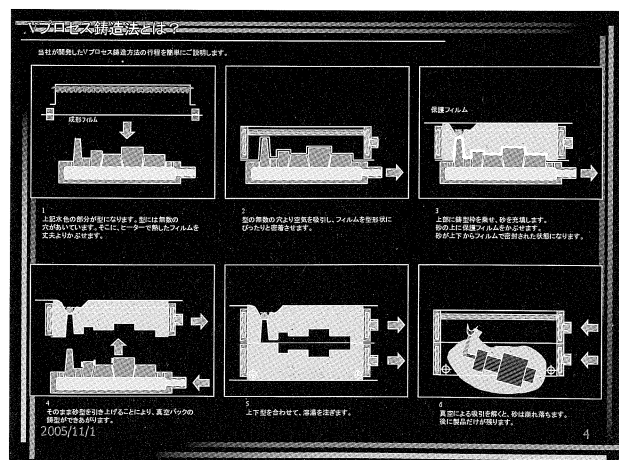 Vプロセス鋳造法とは？
当社が開発したVプロセス鋳造方法の行程を簡単にご説明します。
成形フィルム
保護フィルム
1
上記水色の部分が型になります。型には無数の
穴があいています。そこに、ヒーターで熱したフィルムを
丈夫よりかぶせます。
2
型の無数の穴より空気を吸引し、フィルムを型形状に
ぴったりと密着させます。
3
上部に鋳型枠を乗せ、砂を充填します。
砂の上に保護フィルムをかぶせます。
砂が上下からフィルムで密封された状態になります。
4
そのまま砂型を引き上げることにより、真空パックの
鋳型ができあがります。
5
上下型を合わせて、溶湯を注ぎます。
6
真空による吸引を解くと、砂は崩れ落ちます。
後に製品だけが残ります。
2005/11/1
4